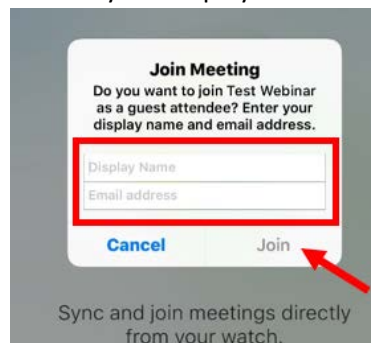 Join Meeting
Do you want to join Test Webinar
as a guest attendee? Enter your
display name and email address.
Display Name
Email address
Cancel Join
Sync and join meetings directly
from your watch.